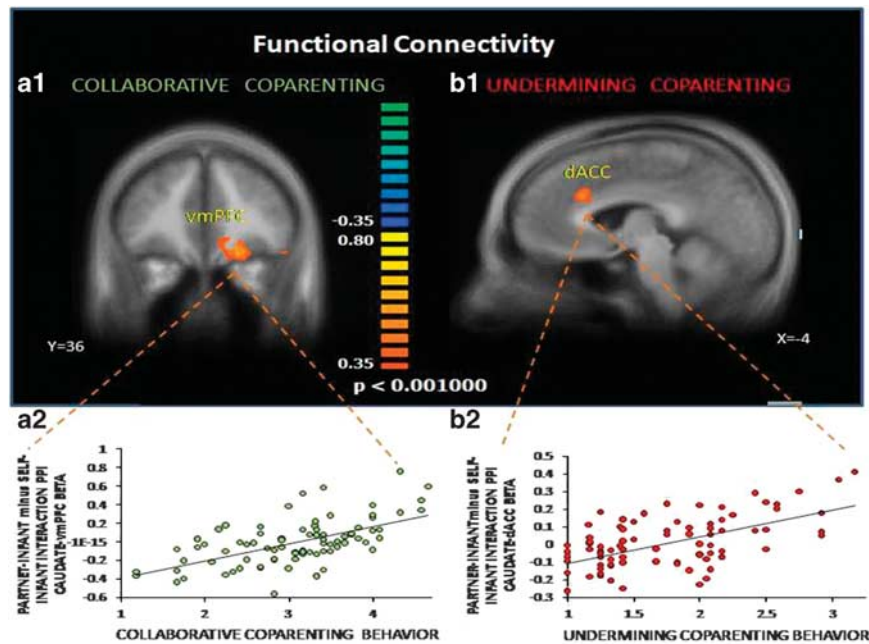 Functional Connectivity
a1
COLLABORATIVE COPARENTING
b1
UNDERMINING COPARENTING
vmPFC
dACC
-0.35
0.80
0.35
p < 0.001000
Y=36
X=-4
I
a2
PARTNET-INFANT minus SELF-
INFANT INTERACTION PPI
CAUDATE-vmPFC BETA
1
0.8
0.6
0.4
0.2
-1E-15
-0.2
-0.4
-0.6
1
2
3
4
COLLABORATIVE COPARENTING BEHAVIOR
b2
PARTNER-INFANTminus SELF-
INFANT INTERACTION PPI
CAUDATE-dACC BETA
0.5
0.4
0.3
0.2
0.1
0
-0.1
-0.2
-0.3
1
1.5
2
2.5
3
UNDERMINING COPARENTING BEHAVIOR